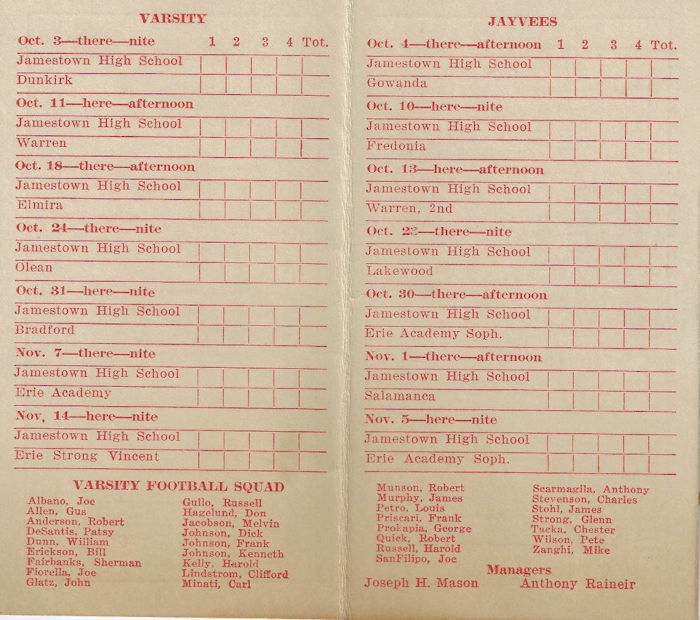 VARSITY
Oct. 3—there—nite 1 2 3 4 Tot.
Jamestown High School
Dunkirk
Oct. 11—here—afternoon
Jamestown High School
Warren
Oct. 18—there—afternoon
Jamestown High School
Elmira
Oct. 24—there—nite
Jamestown High School
Olean
Oct. 31—here—nite
Jamestown High School
Bradford
Nov. 7—there—nite
Jamestown High School
Erie Academy
Nov. 14—here—nite
Jamestown High School
Erie Strong Vincent
VARSITY FOOTBALL SQUAD
Albano, Joe
Allen, Gus
Anderson, Robert
DeSantis, Patsy
Dunn, William
Erickson, Bill
Fairbanks, Sherman
Fiorella, Joe
Glatz, John
Gullo, Russell
Hagelund, Don
Jacobson, Melvin
Johnson, Dick
Johnson, Frank
Johnson, Kenneth
Kelly, Harold
Lindstrom, Clifford
Minati, Carl
JAYVEES
Oct. 4—there—afternoon 1 2 3 4 Tot.
Jamestown High School
Gowanda
Oct. 10—here—nite
Jamestown High School
Fredonia
Oct. 13—here—afternoon
Jamestown High School
Warren, 2nd
Oct. —there—nite
Jamestown High School
Lakewood
Oct. 30—there—afternoon
Jamestown High School
Erie Academy Soph.
Nov. 1—there—afternoon
Jamestown High School
Salamanca
Nov. 5—here—nite
Jamestown High School
Erie Academy Soph.
Munson, Robert
Murphy, James
Petro, Louis
Priscari, Frank
Prokapia, George
Quick, Robert
Russell, Harold
SanFilipo, Joe
Scarmaglia, Anthony
Stevenson, Charles
Stohl, James
Strong, Glenn
Tucka, Chester
Wilson, Pete
Zanghi, Mike
Managers
Joseph H. Mason Anthony Raineir